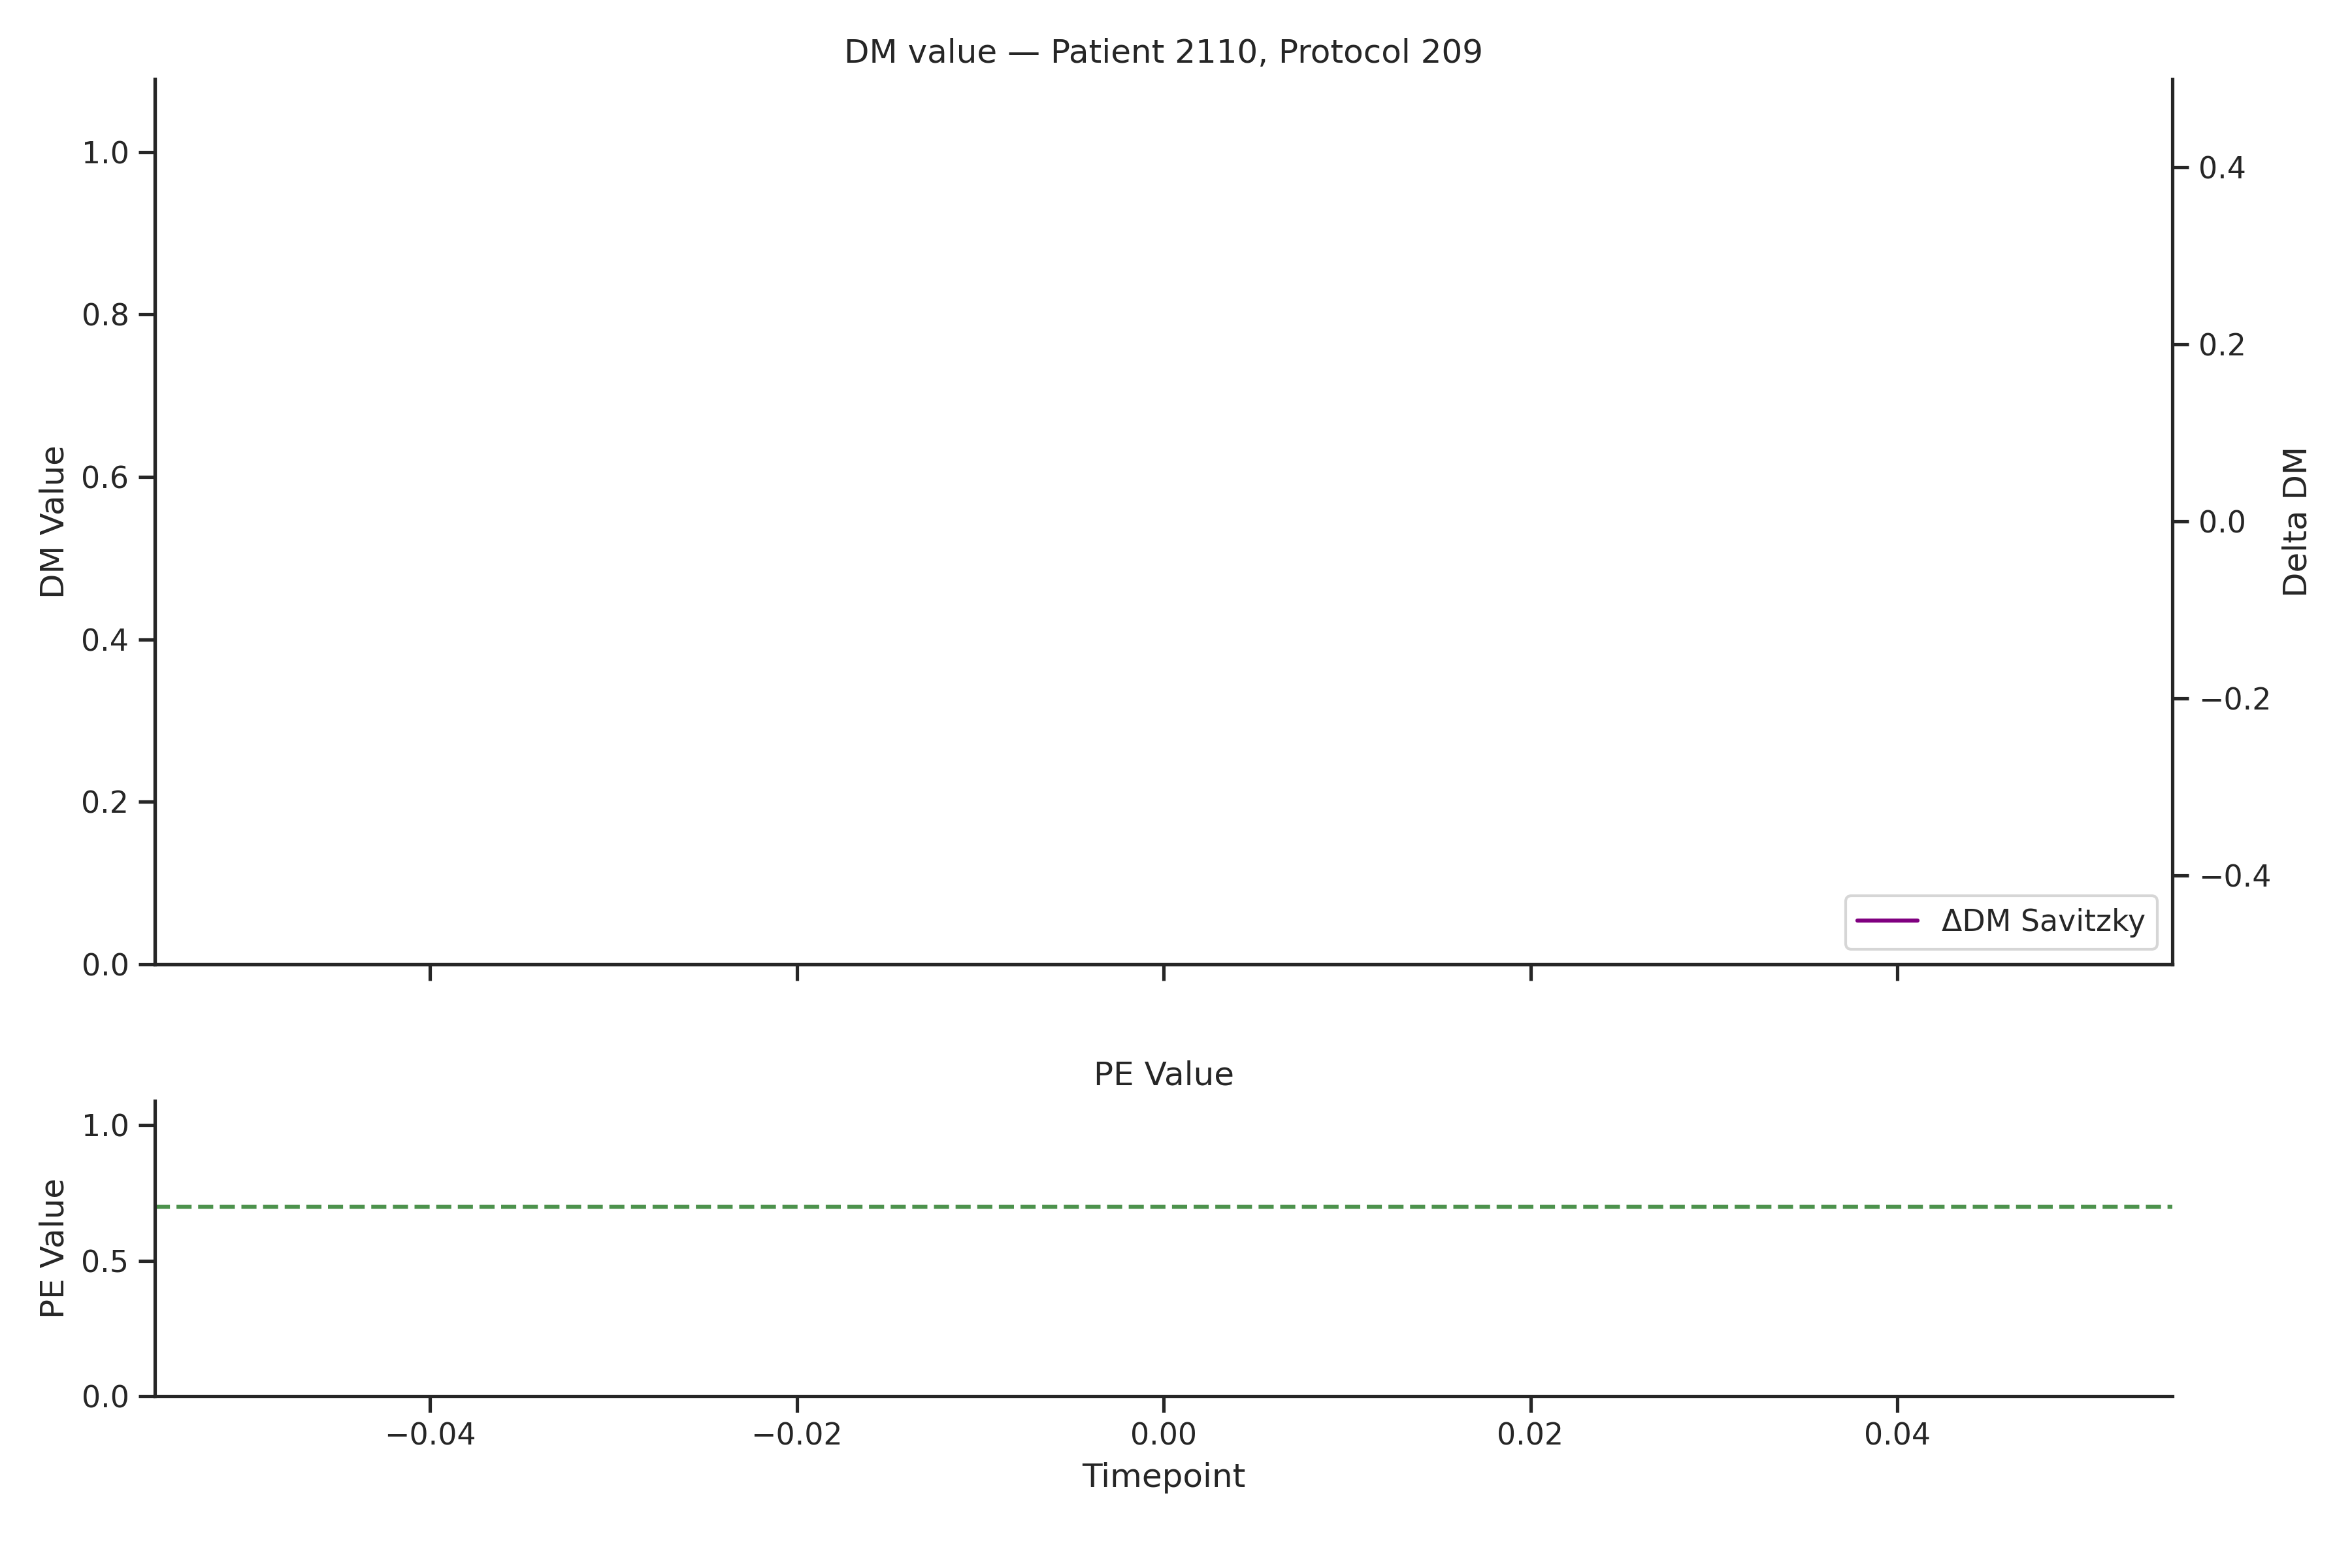 DM value — Patient 2110, Protocol 209
1.0
0.8
0.6
0.4
0.2
0.0
DM Value
0.4
0.2
0.0
−0.2
−0.4
Delta DM
ΔDM Savitzky
PE Value
1.0
0.5
0.0
PE Value
−0.04
−0.02
0.00
0.02
0.04
Timepoint